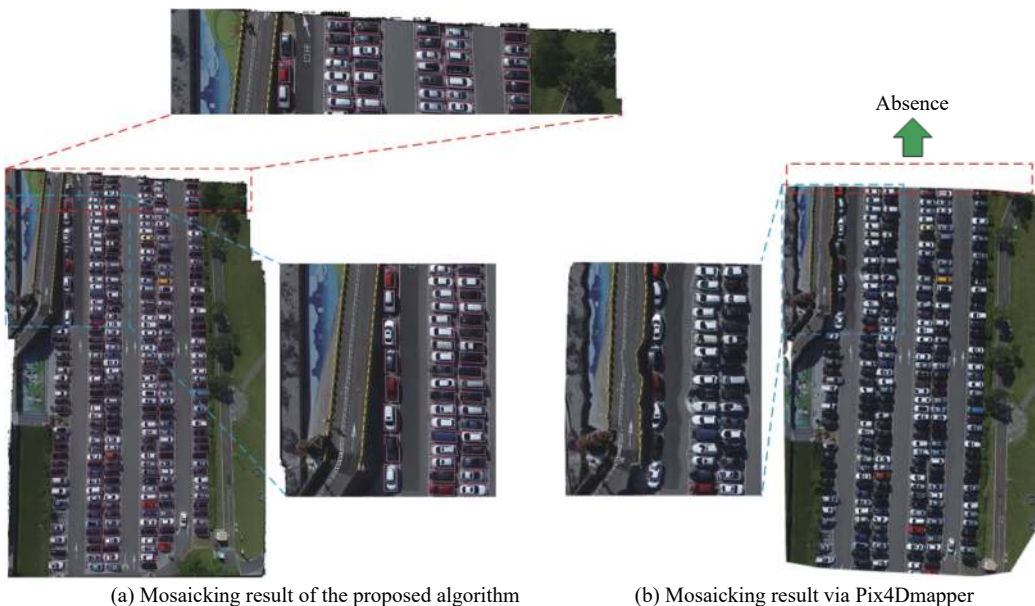 Absence
(a) Mosaicking result of the proposed algorithm
(b) Mosaicking result via Pix4Dmapper